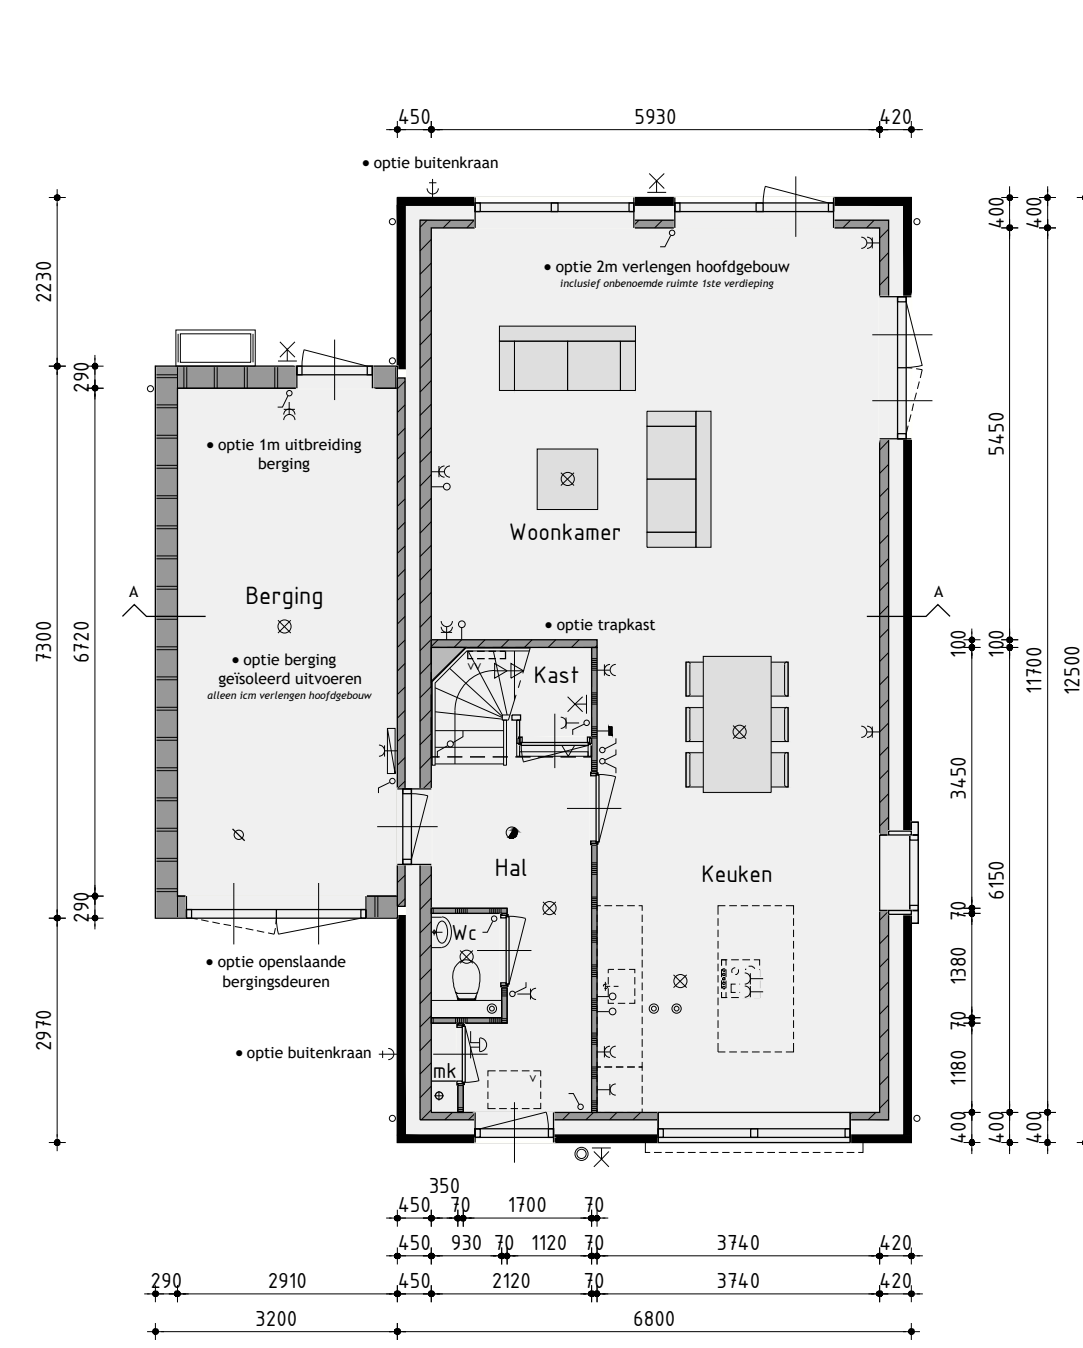 450 5930 420
• optie buitenkraan
400 400
2230
• optie 2m verlengen hoofdgebouw
inclusief onbenoemde ruimte 1ste verdieping
290
• optie 1m uitbreiding
berging
5450
Woonkamer
A
Berging
A
7300
6720
• optie trapkast
100
100
11700
12500
• optie berging
geïsoleerd uitvoeren
alleen icm verlengen hoofdgebouw
Kast
V
V
3450
Hal
Keuken
6150
290
70
Wc
• optie openslaande
bergingsdeuren
1380
2970
70
• optie buitenkraan
mk
V
1180
400
400
400
350
450 70 1700 70
450 930 70 1120 70 3740 420
290 2910 450 2120 70 3740 420
3200 6800